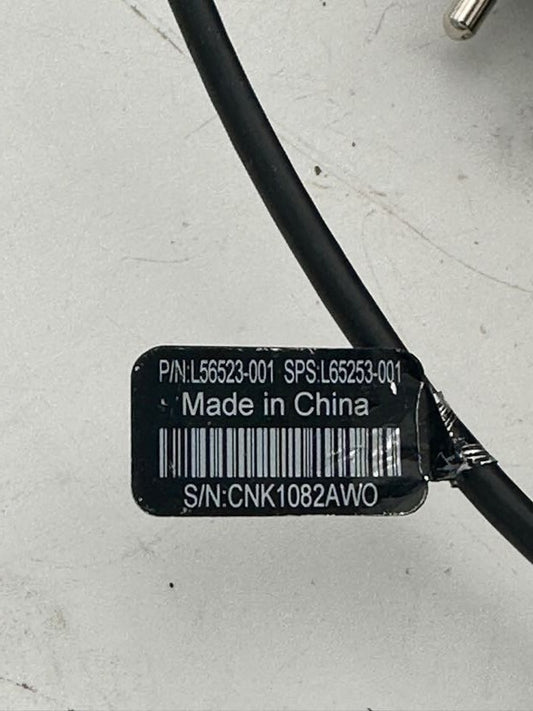 P/N:L56523-001 SPS:L65253-001
Made in China
S/N:CNK1082AWO